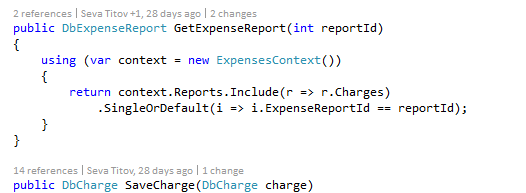 2 references | Seva Titov +1, 28 days ago | 2 changes
public DbExpenseReport GetExpenseReport(int reportId)
{
    using (var context = new ExpensesContext())
    {
        return context.Reports.Include(r => r.Charges)
            .SingleOrDefault(i => i.ExpenseReportId == reportId);
    }
}
14 references | Seva Titov, 28 days ago | 1 change
public DbCharge SaveCharge(DbCharge charge)